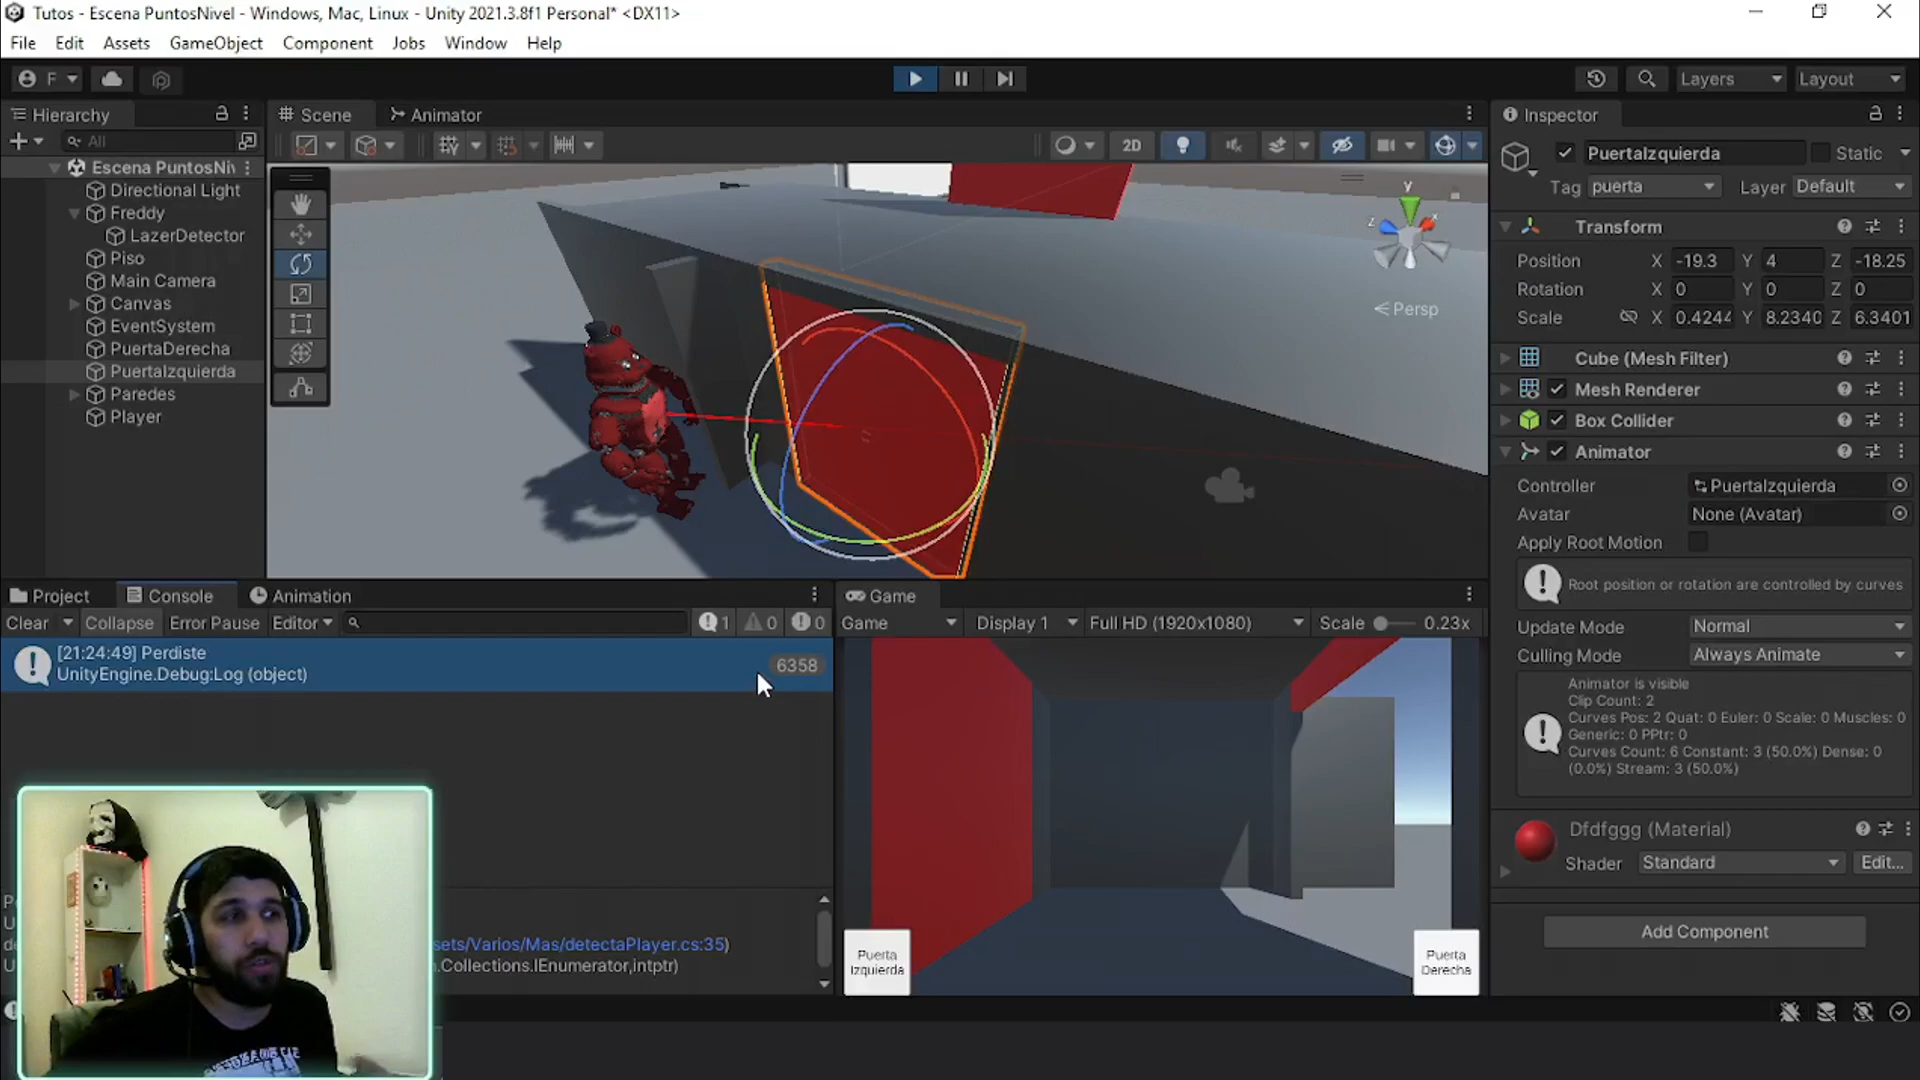 Tutos - Escena PuntosNivel - Windows, Mac, Linux - Unity 2021.3.8f1 Personal* <DX11>
File Edit Assets GameObject Component Jobs Window Help
F Layers Layout
Hierarchy
All
Escena PuntosNiv
Directional Light
Freddy
LazerDetector
Piso
Main Camera
Canvas
EventSystem
PuertaDerecha
PuertaIzquierda
Paredes
Player
Scene Animator
2D
y
x
z
Persp
Inspector
PuertaIzquierda Static
Tag puerta Layer Default
Transform
Position X -19.3 Y 4 Z -18.25
Rotation X 0 Y 0 Z 0
Scale X 0.4244 Y 8.2340 Z 6.3401
Cube (Mesh Filter)
Mesh Renderer
Box Collider
Animator
Controller PuertaIzquierda
Avatar None (Avatar)
Apply Root Motion
Root position or rotation are controlled by curves
Update Mode Normal
Culling Mode Always Animate
Animator is visible
Clip Count: 2
Curves Pos: 2 Quat: 0 Euler: 0 Scale: 0 Muscles: 0
Generic: 0 PPtr: 0
Curves Count: 6 Constant: 3 (50.0%) Dense: 0
(0.0%) Stream: 3 (50.0%)
Dfdfggg (Material)
Shader Standard Edit...
Add Component
Project Console Animation
Clear Collapse Error Pause Editor 1 0 0
[21:24:49] Perdiste
UnityEngine.Debug:Log (object)
6358
sets/Varios/Mas/detectaPlayer.cs:35)
.Collections.IEnumerator,intptr)
Game
Game Display 1 Full HD (1920x1080) Scale 0.23x
Puerta
Izquierda
Puerta
Derecha